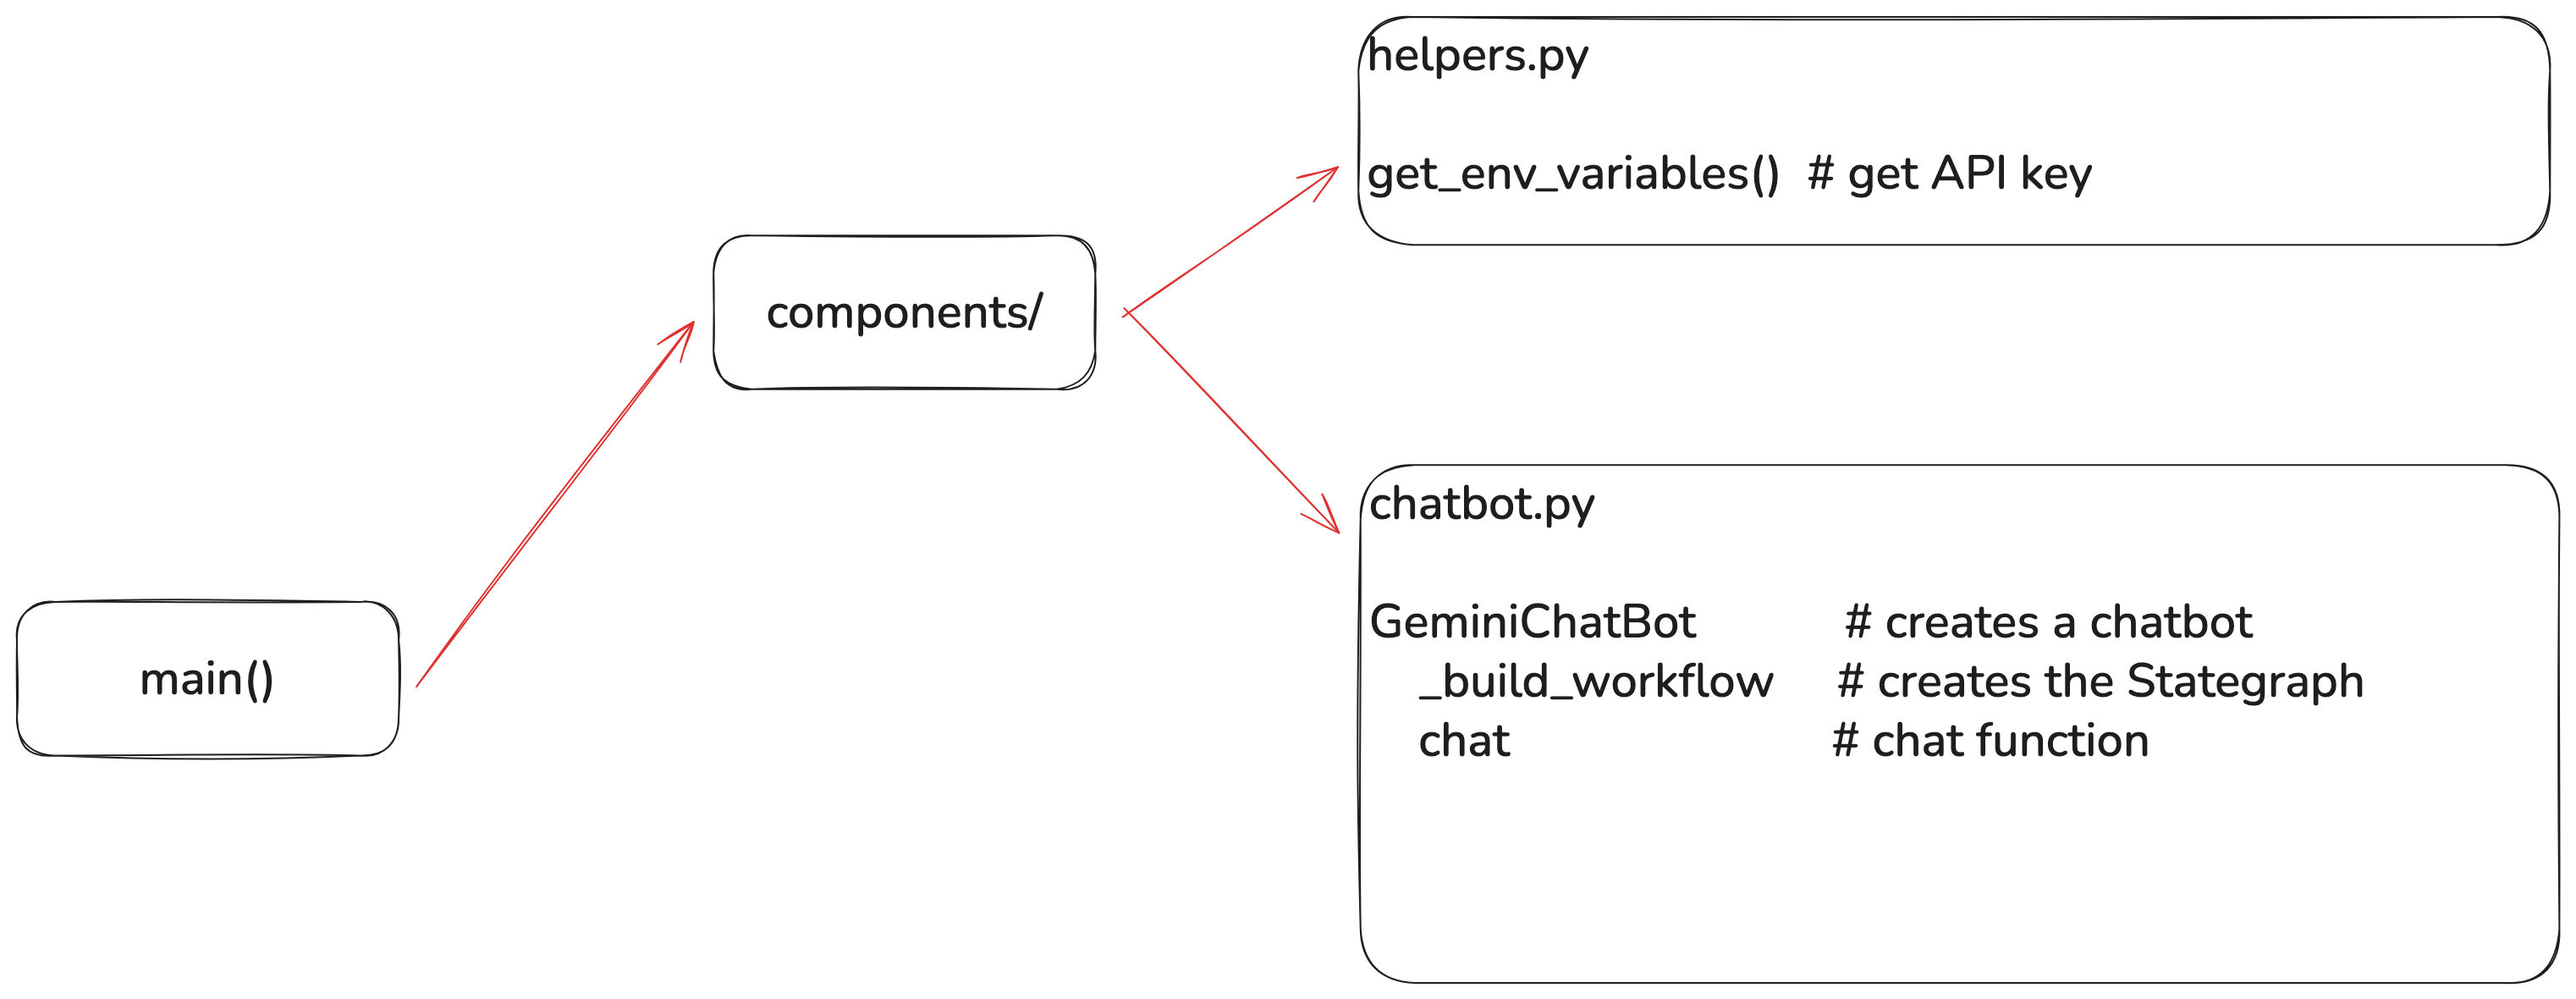 helpers.py
get_env_variables()  # get API key
components/
chatbot.py
GeminiChatBot # creates a chatbot
_build_workflow # creates the Stategraph
chat # chat function
main()